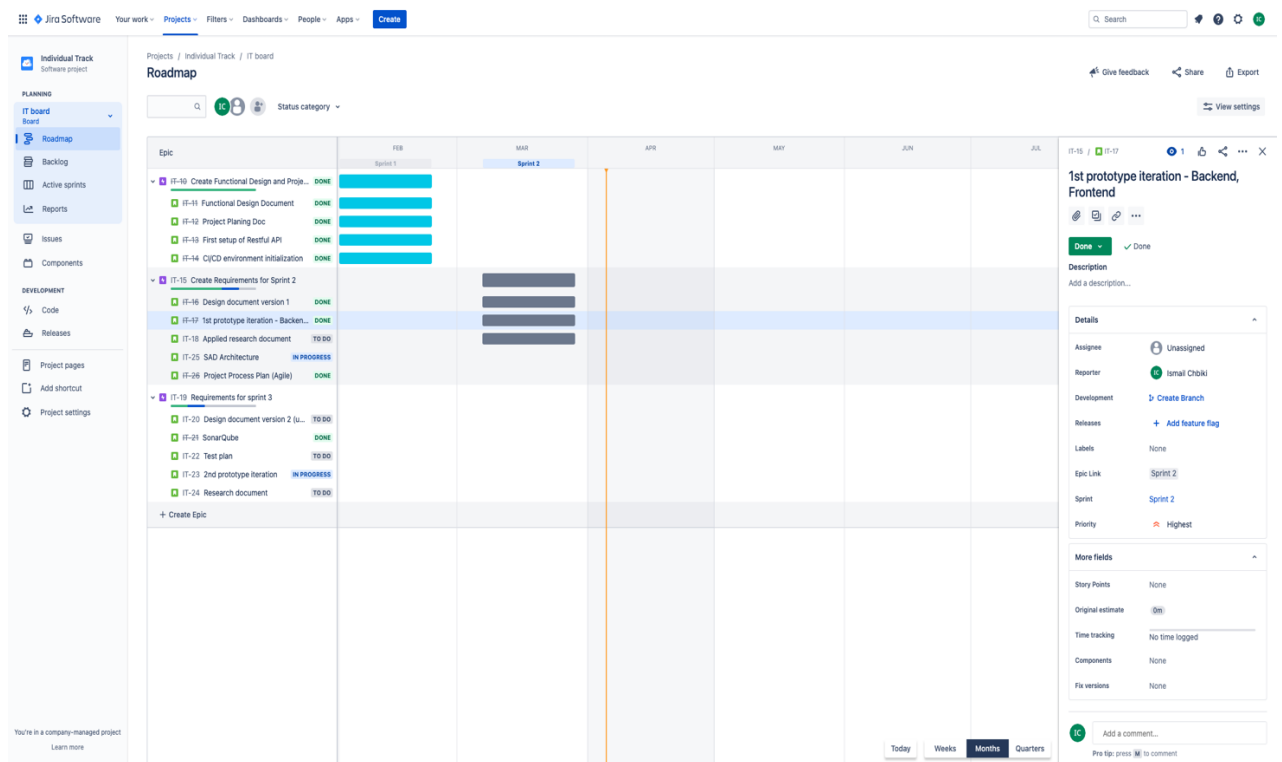 Jira Software Your work Projects Filters Dashboards People Apps Create Search IC
Individual Track
Software project
PLANNING
IT board
Board
Roadmap
Backlog
Active sprints
Reports
Issues
Components
DEVELOPMENT
Code
Releases
Project pages
Add shortcut
Project settings
You're in a company-managed project
Learn more
Projects / Individual Track / IT board
Roadmap
Give feedback Share Export
IC Status category View settings
Epic FEB MAR APR MAY JUN JUL
Sprint 1 Sprint 2
IT-10 Create Functional Design and Proje... DONE
IT-11 Functional Design Document DONE
IT-12 Project Planing Doc DONE
IT-13 First setup of Restful API DONE
IT-14 CI/CD environment initialization DONE
IT-15 Create Requirements for Sprint 2
IT-16 Design document version 1 DONE
IT-17 1st prototype iteration - Backen... DONE
IT-18 Applied research document TO DO
IT-25 SAD Architecture IN PROGRESS
IT-26 Project Process Plan (Agile) DONE
IT-19 Requirements for sprint 3
IT-20 Design document version 2 (u... TO DO
IT-21 SonarQube DONE
IT-22 Test plan TO DO
IT-23 2nd prototype iteration IN PROGRESS
IT-24 Research document TO DO
+ Create Epic
Today Weeks Months Quarters
IT-15 / IT-17 1
1st prototype iteration - Backend,
Frontend
Done Done
Description
Add a description...
Details
Assignee Unassigned
Reporter IC Ismail Chbiki
Development Create Branch
Releases + Add feature flag
Labels None
Epic Link Sprint 2
Sprint Sprint 2
Priority Highest
More fields
Story Points None
Original estimate 0m
Time tracking No time logged
Components None
Fix versions None
IC Add a comment...
Pro tip: press M to comment